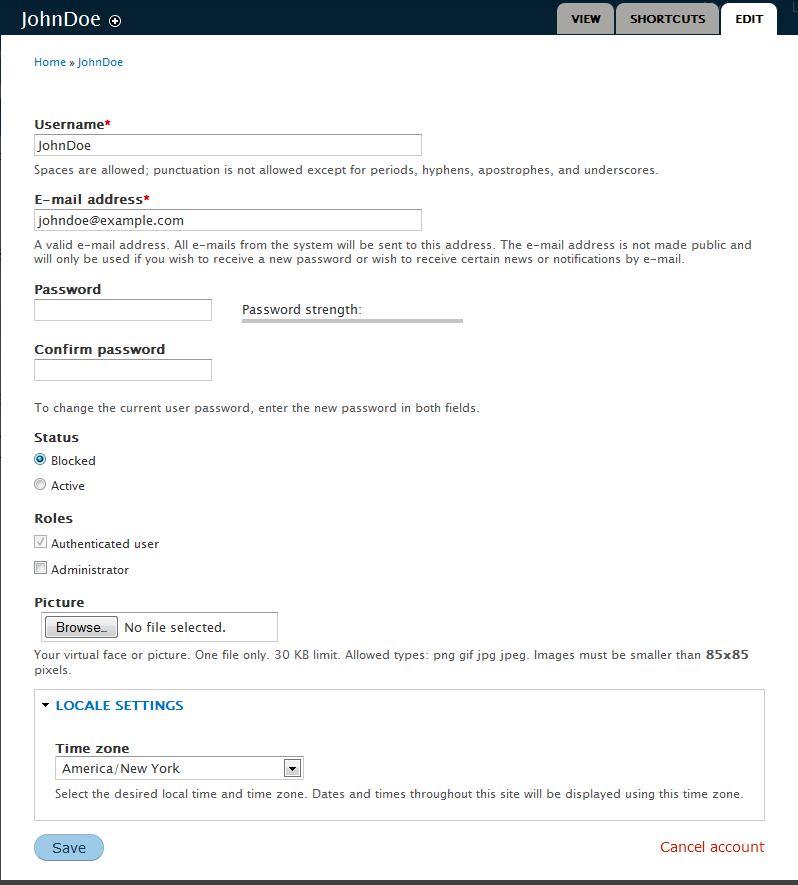 JohnDoe
VIEW SHORTCUTS EDIT
Home » JohnDoe
Username*
JohnDoe
Spaces are allowed; punctuation is not allowed except for periods, hyphens, apostrophes, and underscores.
E-mail address*
johndoe@example.com
A valid e-mail address. All e-mails from the system will be sent to this address. The e-mail address is not made public and
will only be used if you wish to receive a new password or wish to receive certain news or notifications by e-mail.
Password
Password strength:
Confirm password
To change the current user password, enter the new password in both fields.
Status
Blocked
Active
Roles
Authenticated user
Administrator
Picture
Browse… No file selected.
Your virtual face or picture. One file only. 30 KB limit. Allowed types: png gif jpg jpeg. Images must be smaller than 85x85
pixels.
LOCALE SETTINGS
Time zone
America/New York
Select the desired local time and time zone. Dates and times throughout this site will be displayed using this time zone.
Save
Cancel account